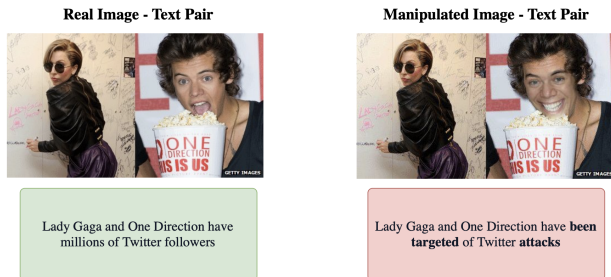 Real Image - Text Pair
Manipulated Image - Text Pair
ONE
DIRECTION
THIS IS US
GETTY IMAGES
ONE
DIRECTION
THIS IS US
GETTY IMAGES
Lady Gaga and One Direction have
millions of Twitter followers
Lady Gaga and One Direction have been
targeted of Twitter attacks